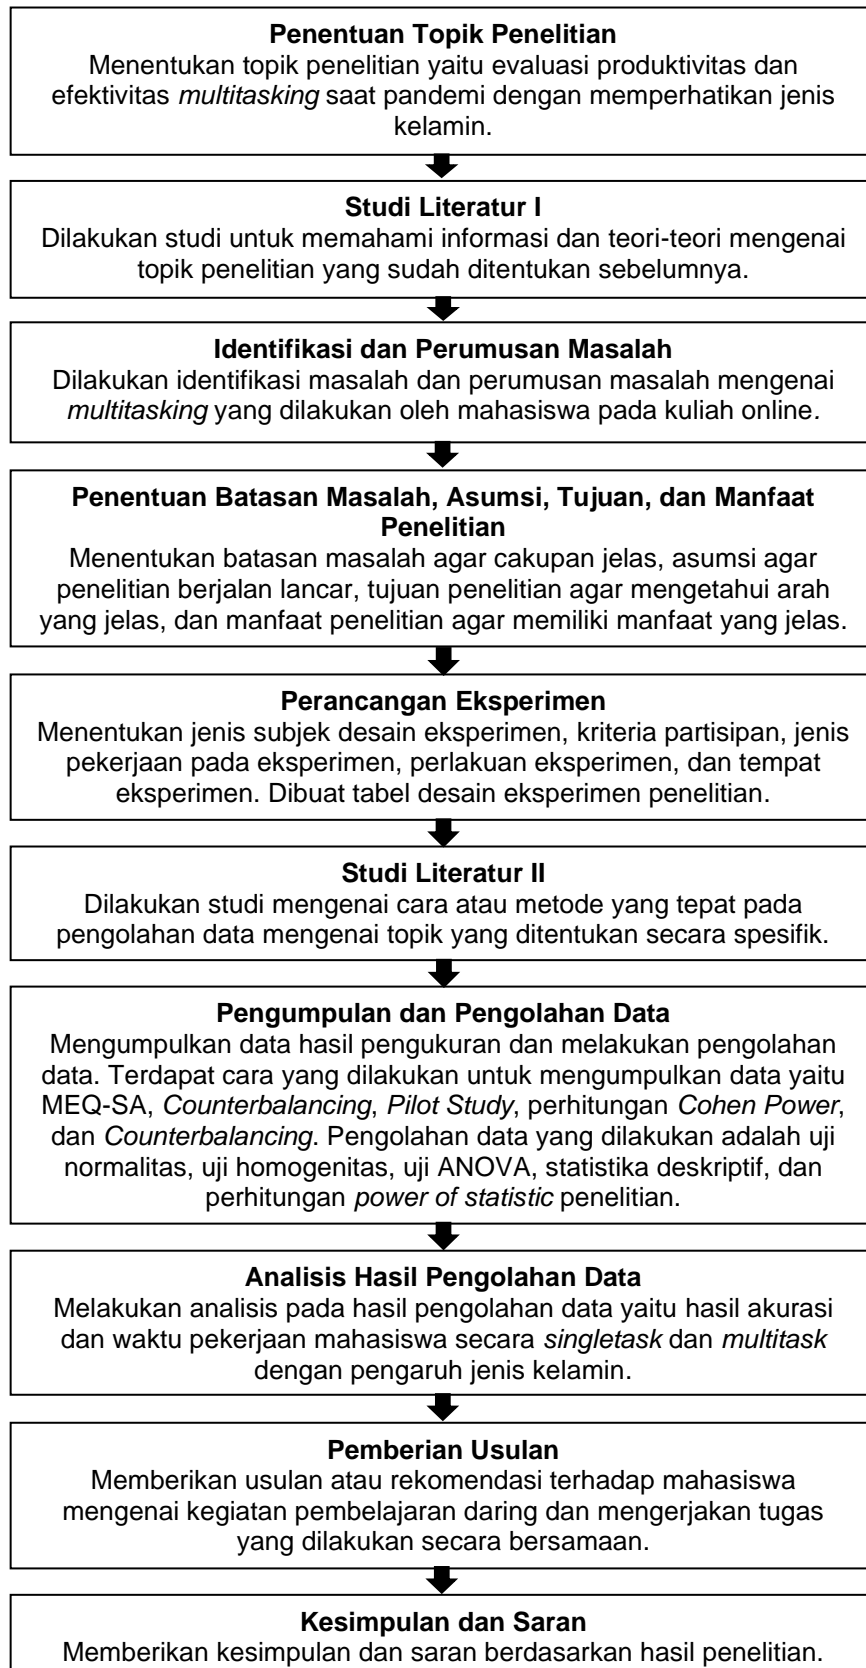 Penentuan Topik Penelitian
Menentukan topik penelitian yaitu evaluasi produktivitas dan
efektivitas multitasking saat pandemi dengan memperhatikan jenis
kelamin.
Studi Literatur I
Dilakukan studi untuk memahami informasi dan teori-teori mengenai
topik penelitian yang sudah ditentukan sebelumnya.
Identifikasi dan Perumusan Masalah
Dilakukan identifikasi masalah dan perumusan masalah mengenai
multitasking yang dilakukan oleh mahasiswa pada kuliah online.
Penentuan Batasan Masalah, Asumsi, Tujuan, dan Manfaat
Penelitian
Menentukan batasan masalah agar cakupan jelas, asumsi agar
penelitian berjalan lancar, tujuan penelitian agar mengetahui arah
yang jelas, dan manfaat penelitian agar memiliki manfaat yang jelas.
Perancangan Eksperimen
Menentukan jenis subjek desain eksperimen, kriteria partisipan, jenis
pekerjaan pada eksperimen, perlakuan eksperimen, dan tempat
eksperimen. Dibuat tabel desain eksperimen penelitian.
Studi Literatur II
Dilakukan studi mengenai cara atau metode yang tepat pada
pengolahan data mengenai topik yang ditentukan secara spesifik.
Pengumpulan dan Pengolahan Data
Mengumpulkan data hasil pengukuran dan melakukan pengolahan
data. Terdapat cara yang dilakukan untuk mengumpulkan data yaitu
MEQ-SA, Counterbalancing, Pilot Study, perhitungan Cohen Power,
dan Counterbalancing. Pengolahan data yang dilakukan adalah uji
normalitas, uji homogenitas, uji ANOVA, statistika deskriptif, dan
perhitungan power of statistic penelitian.
Analisis Hasil Pengolahan Data
Melakukan analisis pada hasil pengolahan data yaitu hasil akurasi
dan waktu pekerjaan mahasiswa secara singletask dan multitask
dengan pengaruh jenis kelamin.
Pemberian Usulan
Memberikan usulan atau rekomendasi terhadap mahasiswa
mengenai kegiatan pembelajaran daring dan mengerjakan tugas
yang dilakukan secara bersamaan.
Kesimpulan dan Saran
Memberikan kesimpulan dan saran berdasarkan hasil penelitian.